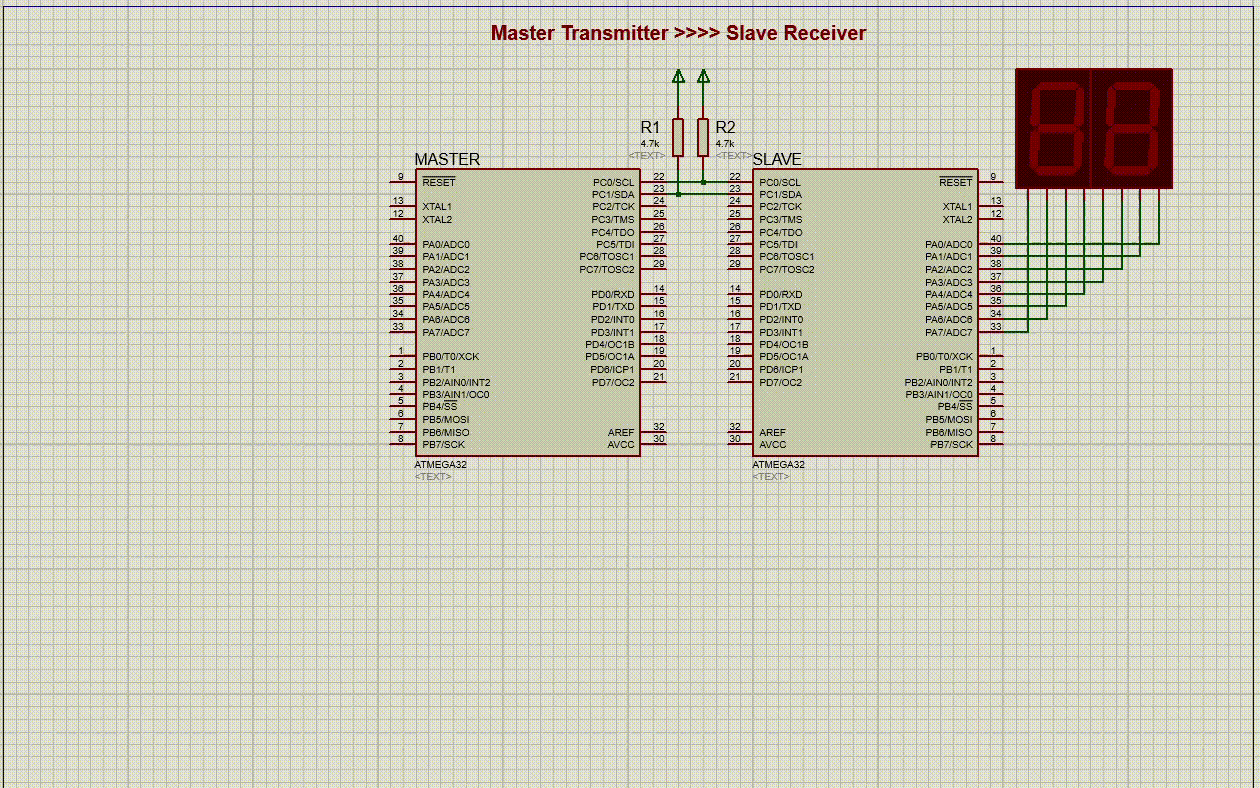 Master Transmitter >>>> Slave Receiver
R1
4.7k
<TEXT>
R2
4.7k
<TEXT>
MASTER
9 RESET PC0/SCL 22
PC1/SDA 23
13 XTAL1 PC2/TCK 24
12 XTAL2 PC3/TMS 25
PC4/TDO 26
40 PA0/ADC0 PC5/TDI 27
39 PA1/ADC1 PC6/TOSC1 28
38 PA2/ADC2 PC7/TOSC2 29
37 PA3/ADC3
36 PA4/ADC4 PD0/RXD 14
35 PA5/ADC5 PD1/TXD 15
34 PA6/ADC6 PD2/INT0 16
33 PA7/ADC7 PD3/INT1 17
PD4/OC1B 18
1 PB0/T0/XCK PD5/OC1A 19
2 PB1/T1 PD6/ICP1 20
3 PB2/AIN0/INT2 PD7/OC2 21
4 PB3/AIN1/OC0
5 PB4/SS
6 PB5/MOSI
7 PB6/MISO AREF 32
8 PB7/SCK AVCC 30
ATMEGA32
<TEXT>
SLAVE
22 PC0/SCL RESET 9
23 PC1/SDA
24 PC2/TCK XTAL1 13
25 PC3/TMS XTAL2 12
26 PC4/TDO
27 PC5/TDI PA0/ADC0 40
28 PC6/TOSC1 PA1/ADC1 39
29 PC7/TOSC2 PA2/ADC2 38
PA3/ADC3 37
14 PD0/RXD PA4/ADC4 36
15 PD1/TXD PA5/ADC5 35
16 PD2/INT0 PA6/ADC6 34
17 PD3/INT1 PA7/ADC7 33
18 PD4/OC1B
19 PD5/OC1A PB0/T0/XCK 1
20 PD6/ICP1 PB1/T1 2
21 PD7/OC2 PB2/AIN0/INT2 3
PB3/AIN1/OC0 4
PB4/SS 5
PB5/MOSI 6
32 AREF PB6/MISO 7
30 AVCC PB7/SCK 8
ATMEGA32
<TEXT>